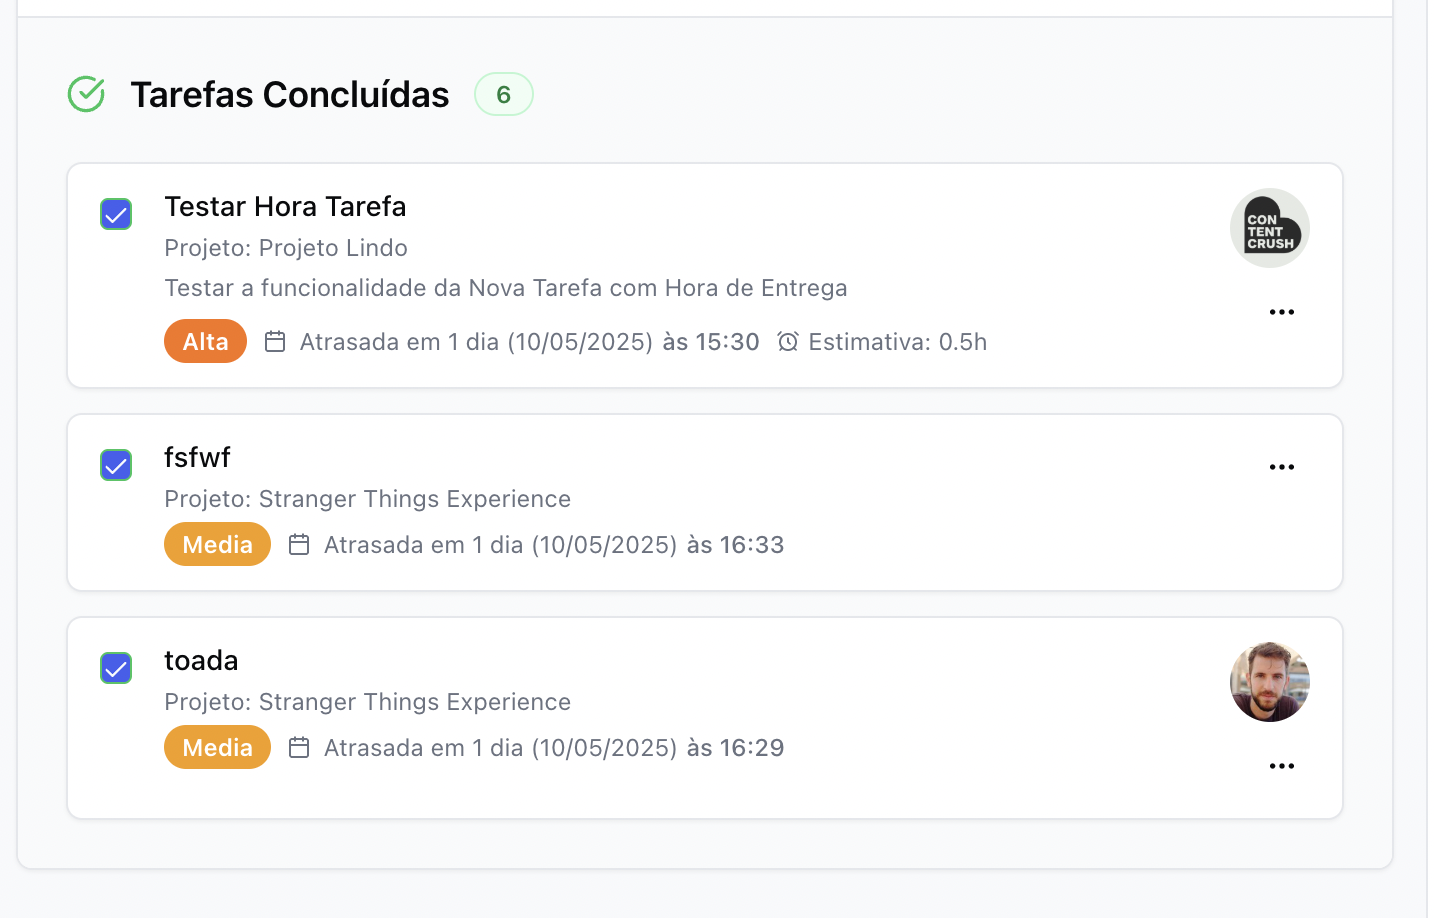 Tarefas Concluídas 6
Testar Hora Tarefa
Projeto: Projeto Lindo
Testar a funcionalidade da Nova Tarefa com Hora de Entrega
Alta Atrasada em 1 dia (10/05/2025) às 15:30 Estimativa: 0.5h
CON
TENT
CRUSH
fsfwf
Projeto: Stranger Things Experience
Media Atrasada em 1 dia (10/05/2025) às 16:33
toada
Projeto: Stranger Things Experience
Media Atrasada em 1 dia (10/05/2025) às 16:29